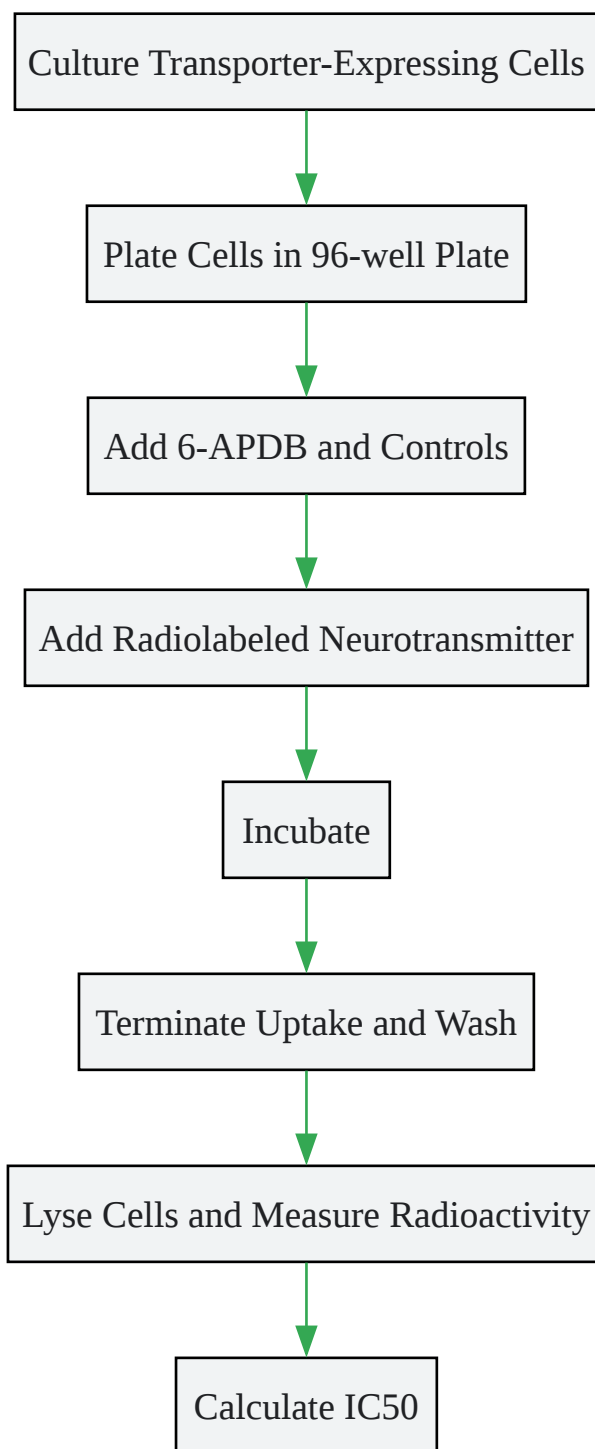 Culture Transporter-Expressing Cells
Plate Cells in 96-well Plate
Add 6-APDB and Controls
Add Radiolabeled Neurotransmitter
Incubate
Terminate Uptake and Wash
Lyse Cells and Measure Radioactivity
Calculate IC50